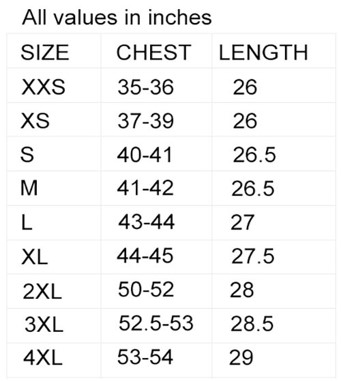 All values in inches
SIZE CHEST LENGTH
XXS 35-36 26
XS 37-39 26
S 40-41 26.5
M 41-42 26.5
L 43-44 27
XL 44-45 27.5
2XL 50-52 28
3XL 52.5-53 28.5
4XL 53-54 29